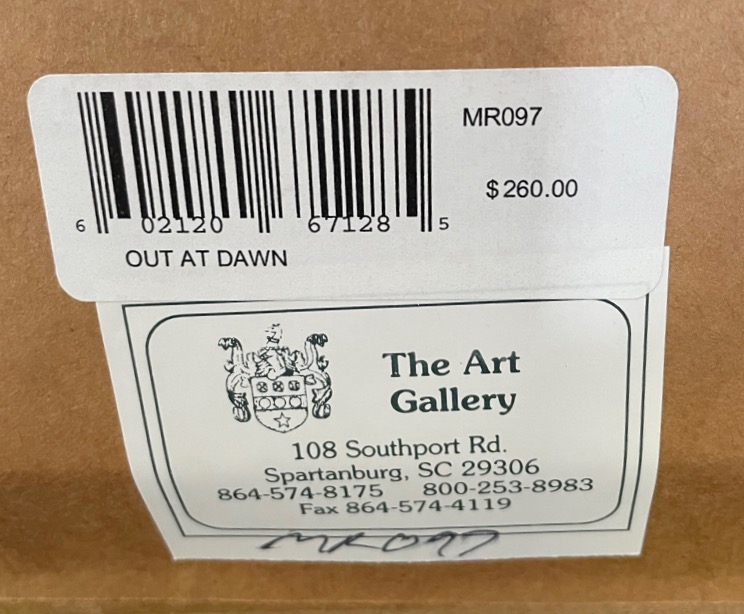 MR097
$260.00
6 02120 67128 5
OUT AT DAWN
The Art
Gallery
108 Southport Rd.
Spartanburg, SC 29306
864-574-8175 800-253-8983
Fax 864-574-4119
MR097